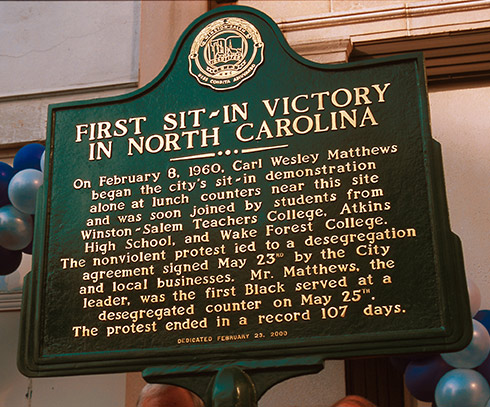 FIRST SIT-IN VICTORY
IN NORTH CAROLINA
On February 8, 1960, Carl Wesley Matthews
began the city's sit-in demonstration
alone at lunch counters near this site
and was soon joined by students from
Winston-Salem Teachers College, Atkins
High School, and Wake Forest College.
The nonviolent protest led to a desegregation
agreement signed May 23RD by the City
and local businesses. Mr. Matthews, the
leader, was the first Black served at a
desegregated counter on May 25TH.
The protest ended in a record 107 days.
DEDICATED FEBRUARY 23, 2000